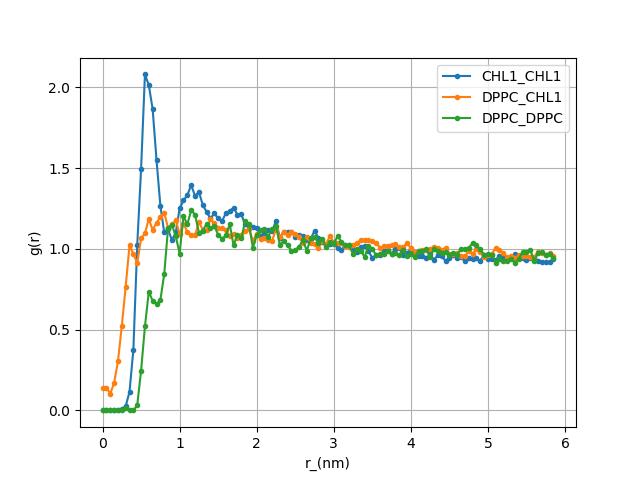 CHL1_CHL1
DPPC_CHL1
DPPC_DPPC
2.0
1.5
1.0
0.5
0.0
g(r)
0 1 2 3 4 5 6
r_(nm)